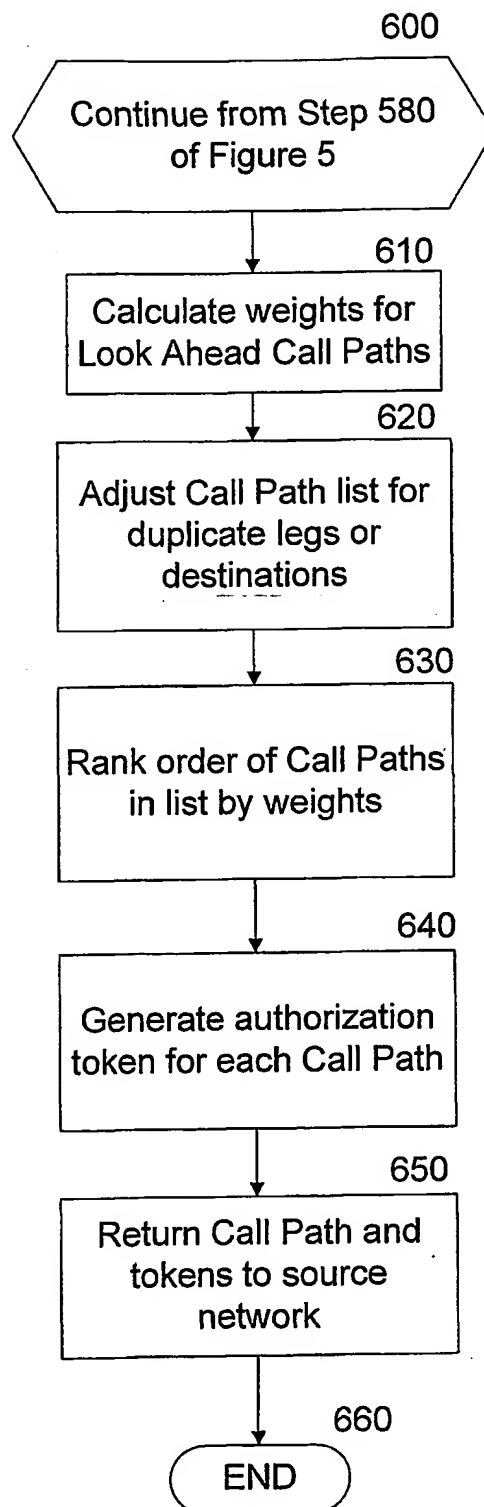 600
Continue from Step 580
of Figure 5
610
Calculate weights for
Look Ahead Call Paths
620
Adjust Call Path list for
duplicate legs or
destinations
630
Rank order of Call Paths
in list by weights
640
Generate authorization
token for each Call Path
650
Return Call Path and
tokens to source
network
660
END